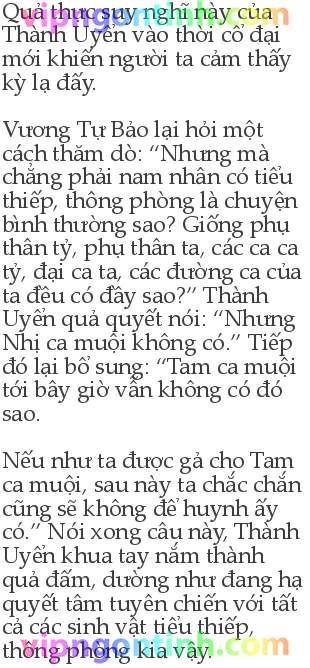 Quả thực suy nghĩ này của
Thành Uyển vào thời cổ đại
mới khiến người ta cảm thấy
kỳ lạ đấy.
Vương Tự Bảo lại hỏi một
cách thăm dò: “Nhưng mà
chẳng phải nam nhân có tiểu
thiếp, thông phòng là chuyện
bình thường sao? Giống phụ
thân tỷ, phụ thân ta, các ca ca
tỷ, đại ca ta, các đường ca của
ta đều có đầy sao?” Thành
Uyển quả quyết nói: “Nhưng
Nhị ca muội không có.” Tiếp
đó lại bổ sung: “Tam ca muội
tới bây giờ vẫn không có đó
sao.
Nếu như ta được gả cho Tam
ca muội, sau này ta chắc chắn
cũng sẽ không để huynh ấy
có.” Nói xong câu này, Thành
Uyển khua tay nắm thành
quả đấm, dường như đang hạ
quyết tâm tuyên chiến với tất
cả các sinh vật tiểu thiếp,
thông phòng kia vậy.
vipngontinh.com
vipngontinh.com